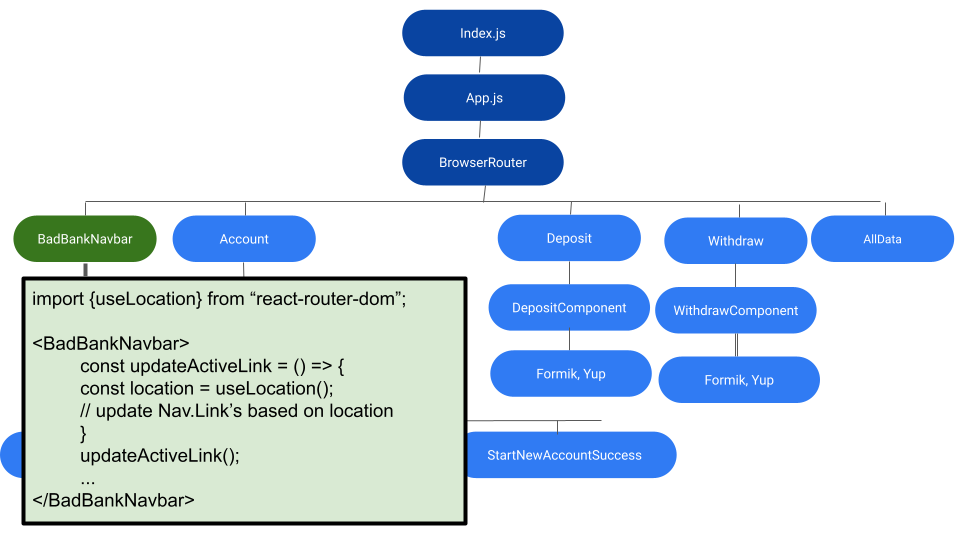 Index.js
App.js
BrowserRouter
BadBankNavbar
Account
Deposit
Withdraw
AllData
import {useLocation} from “react-router-dom”;
<BadBankNavbar>
const updateActiveLink = () => {
const location = useLocation();
// update Nav.Link’s based on location
}
updateActiveLink();
...
</BadBankNavbar>
DepositComponent
WithdrawComponent
Formik, Yup
Formik, Yup
StartNewAccountSuccess